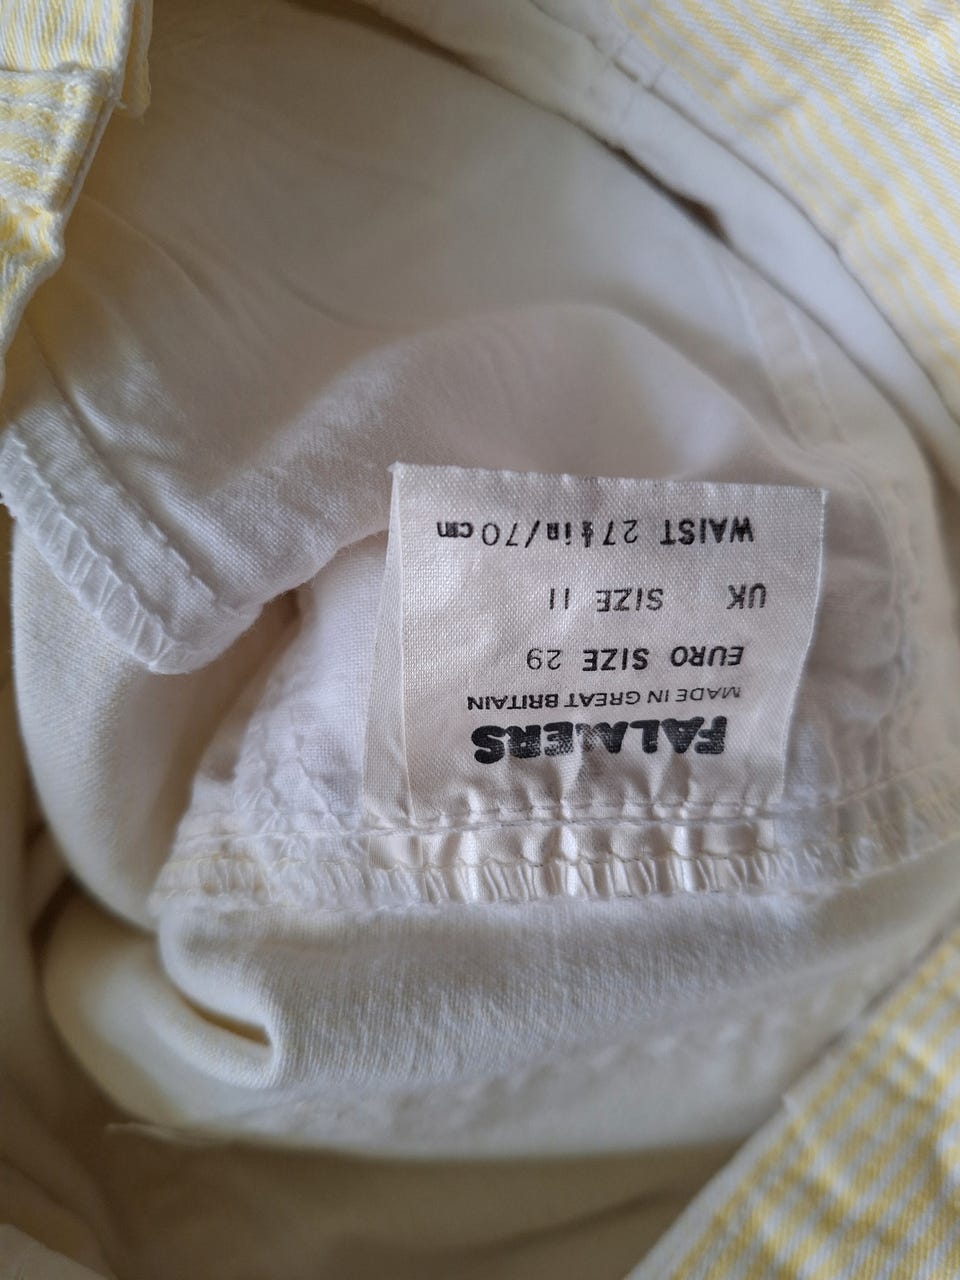 FALMERS
MADE IN GREAT BRITAIN
EURO SIZE 29
UK SIZE 11
WAIST 27½in/70cm